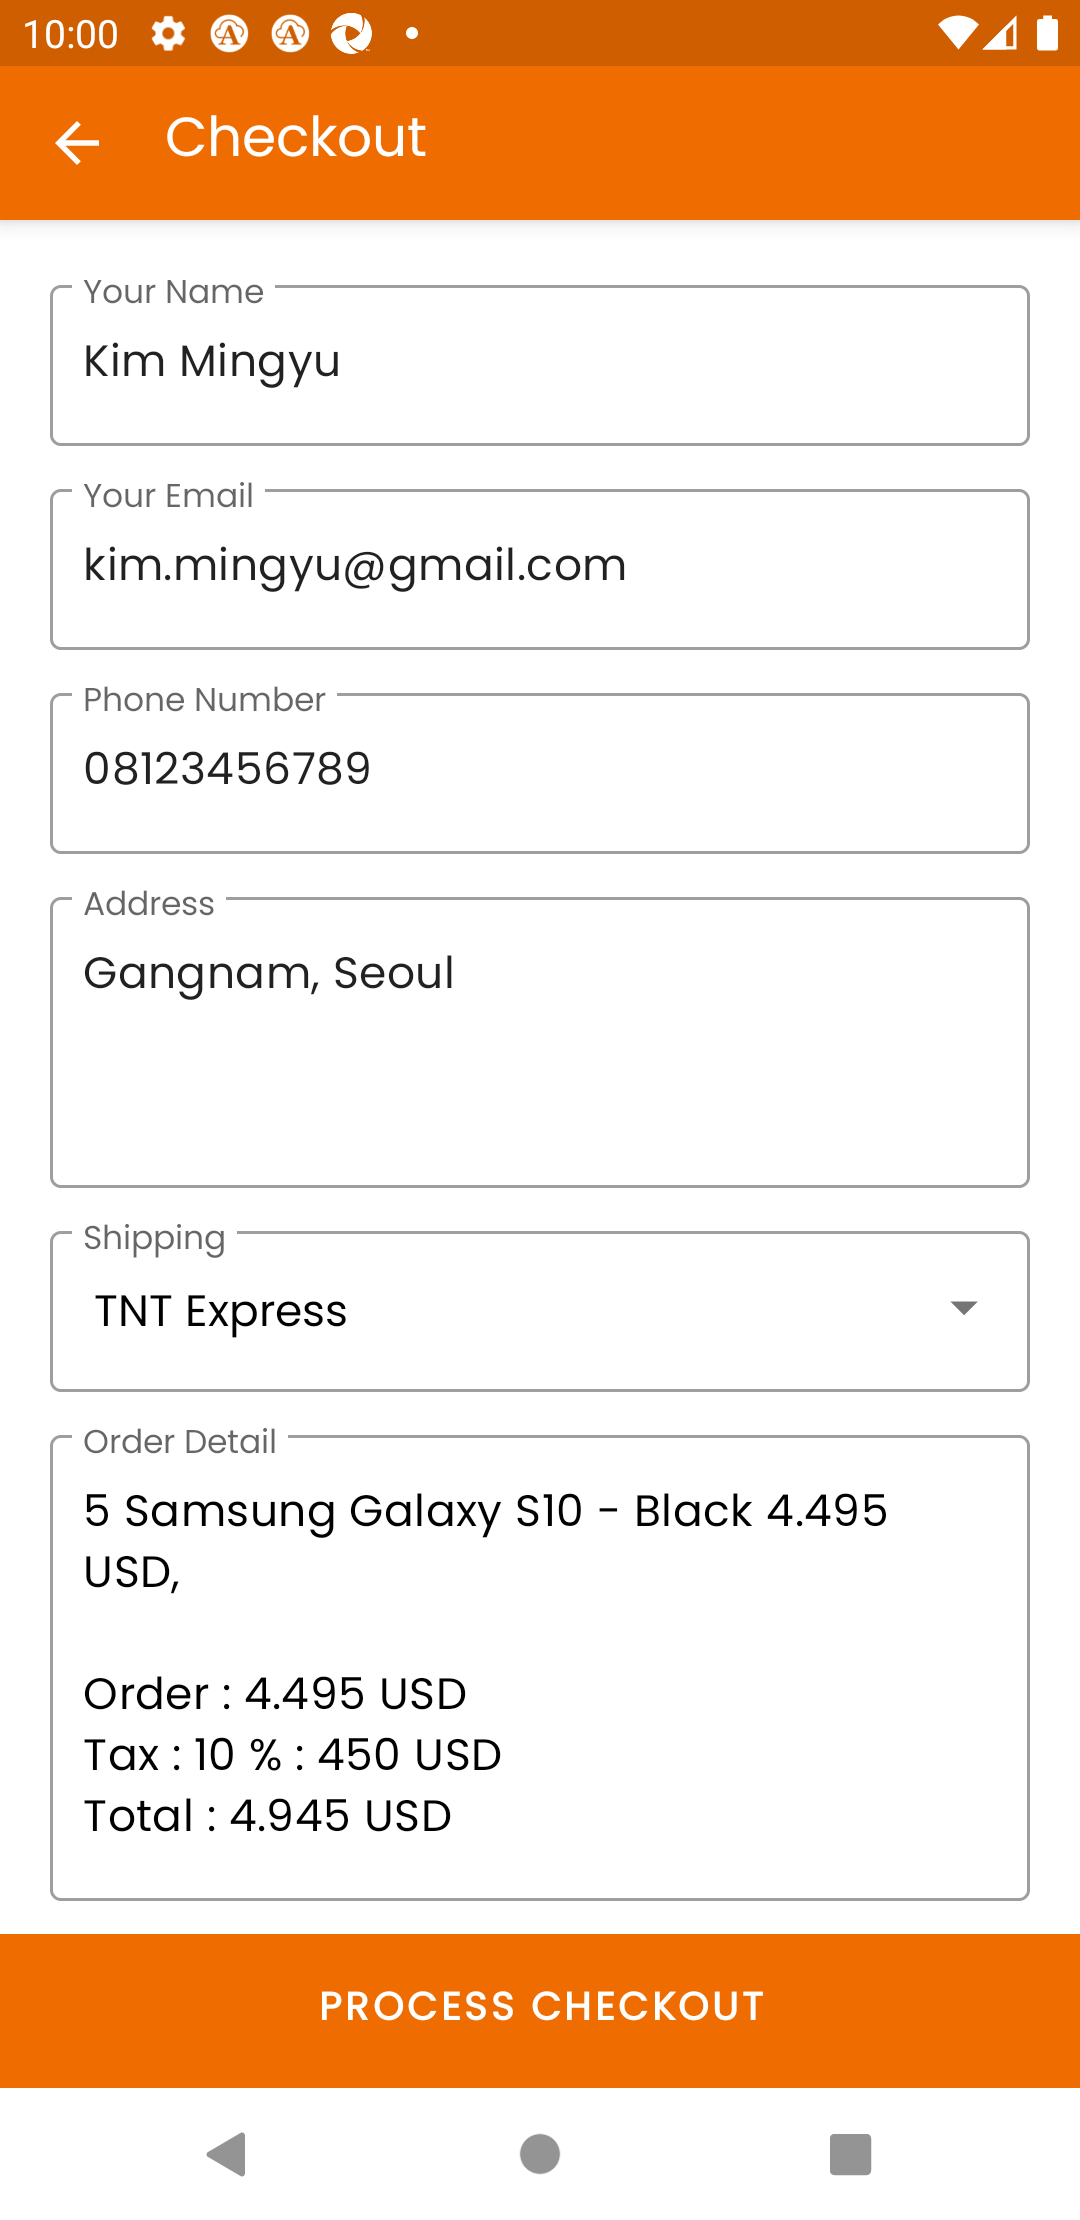 10:00
Checkout
Your Name
Kim Mingyu
Your Email
kim.mingyu@gmail.com
Phone Number
08123456789
Address
Gangnam, Seoul
Shipping
TNT Express
Order Detail
5 Samsung Galaxy S10 - Black 4.495
USD,
Order : 4.495 USD
Tax : 10 % : 450 USD
Total : 4.945 USD
PROCESS CHECKOUT